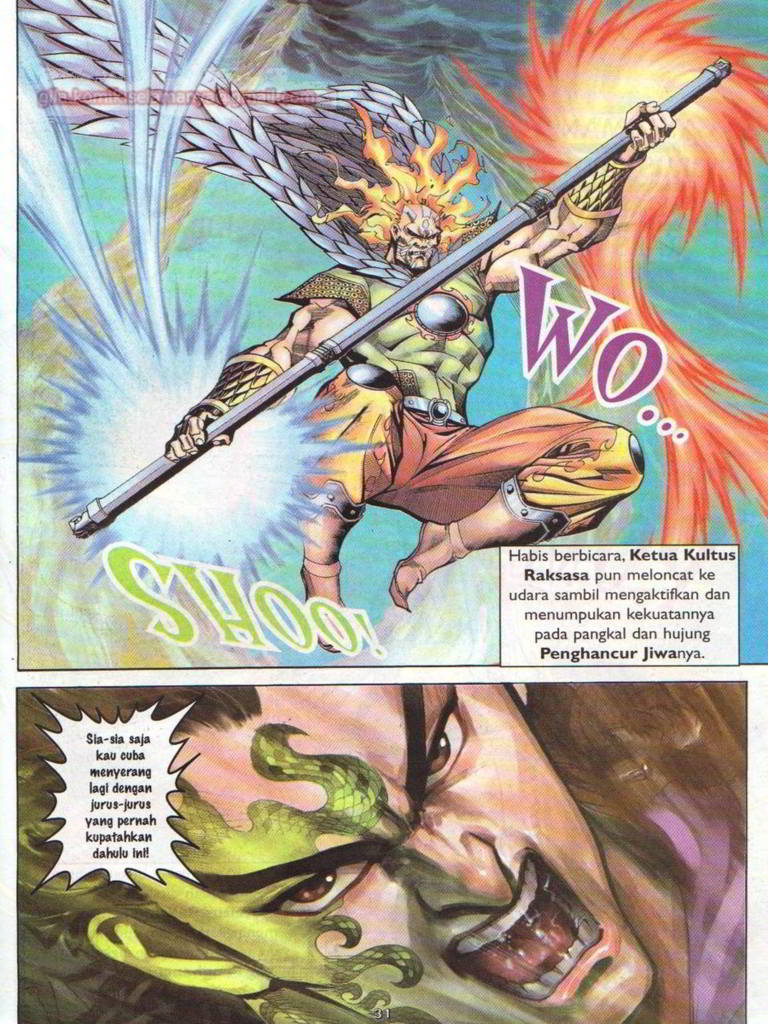 WO...
SHOO!
Habis berbicara, Ketua Kultus
Raksasa pun meloncat ke
udara sambil mengaktifkan dan
menumpukan kekuatannya
pada pangkal dan hujung
Penghancur Jiwanya.
Sia-sia saja
kau cuba
menyerang
lagi dengan
jurus-jurus
yang pernah
kupatahkan
dahulu ini!
31